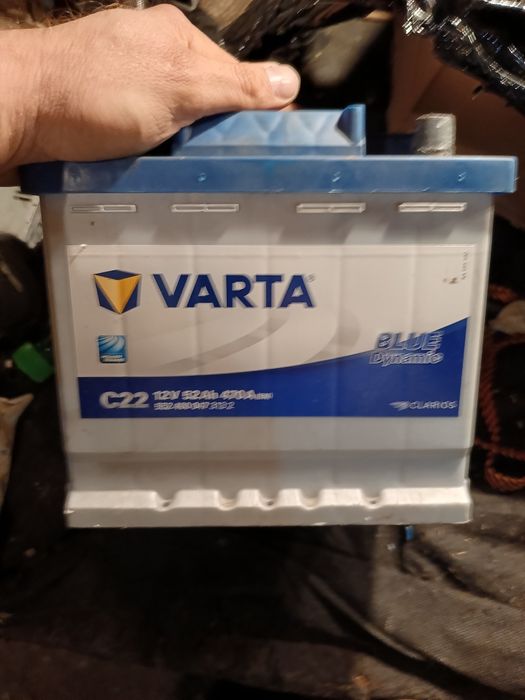 VARTA®
BLUE
Dynamic
C22 12V 52Ah 470A
CLARIOS